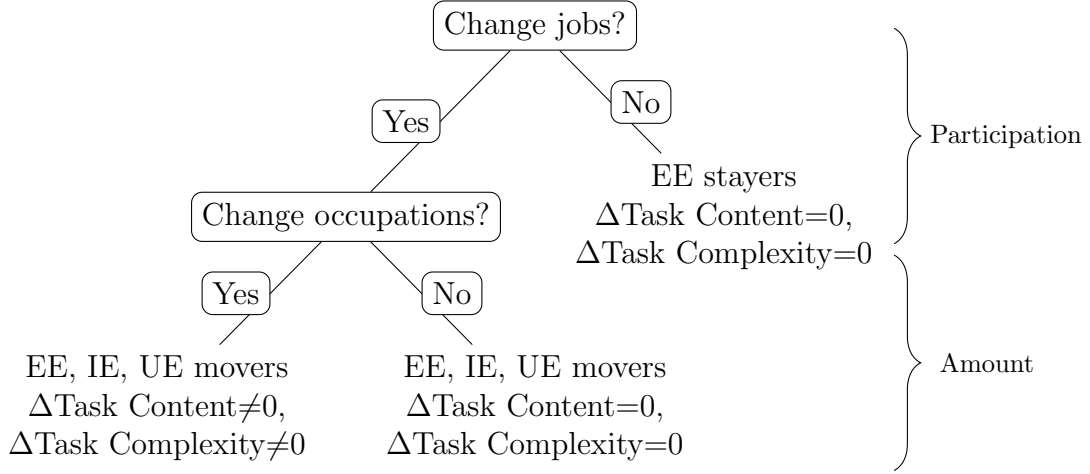 Change jobs?
Yes
No
Participation
EE stayers
ΔTask Content=0,
ΔTask Complexity=0
Change occupations?
Yes
No
Amount
EE, IE, UE movers
ΔTask Content≠0,
ΔTask Complexity≠0
EE, IE, UE movers
ΔTask Content=0,
ΔTask Complexity=0